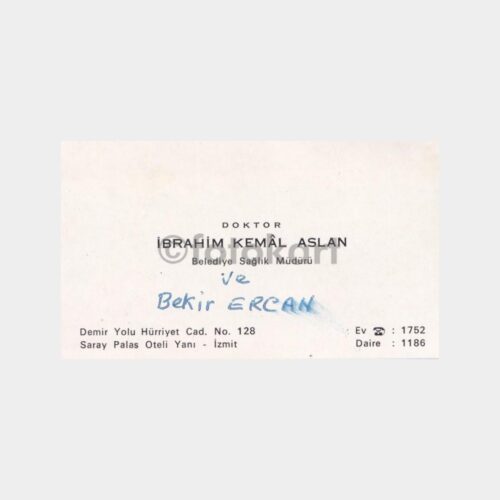 DOKTOR
İBRAHİM KEMÂL ASLAN
©fotokart
Belediye Sağlık Müdürü
ve
Bekir ERCAN
Demir Yolu Hürriyet Cad. No. 128
Saray Palas Oteli Yanı - İzmit
Ev ☎ : 1752
Daire : 1186